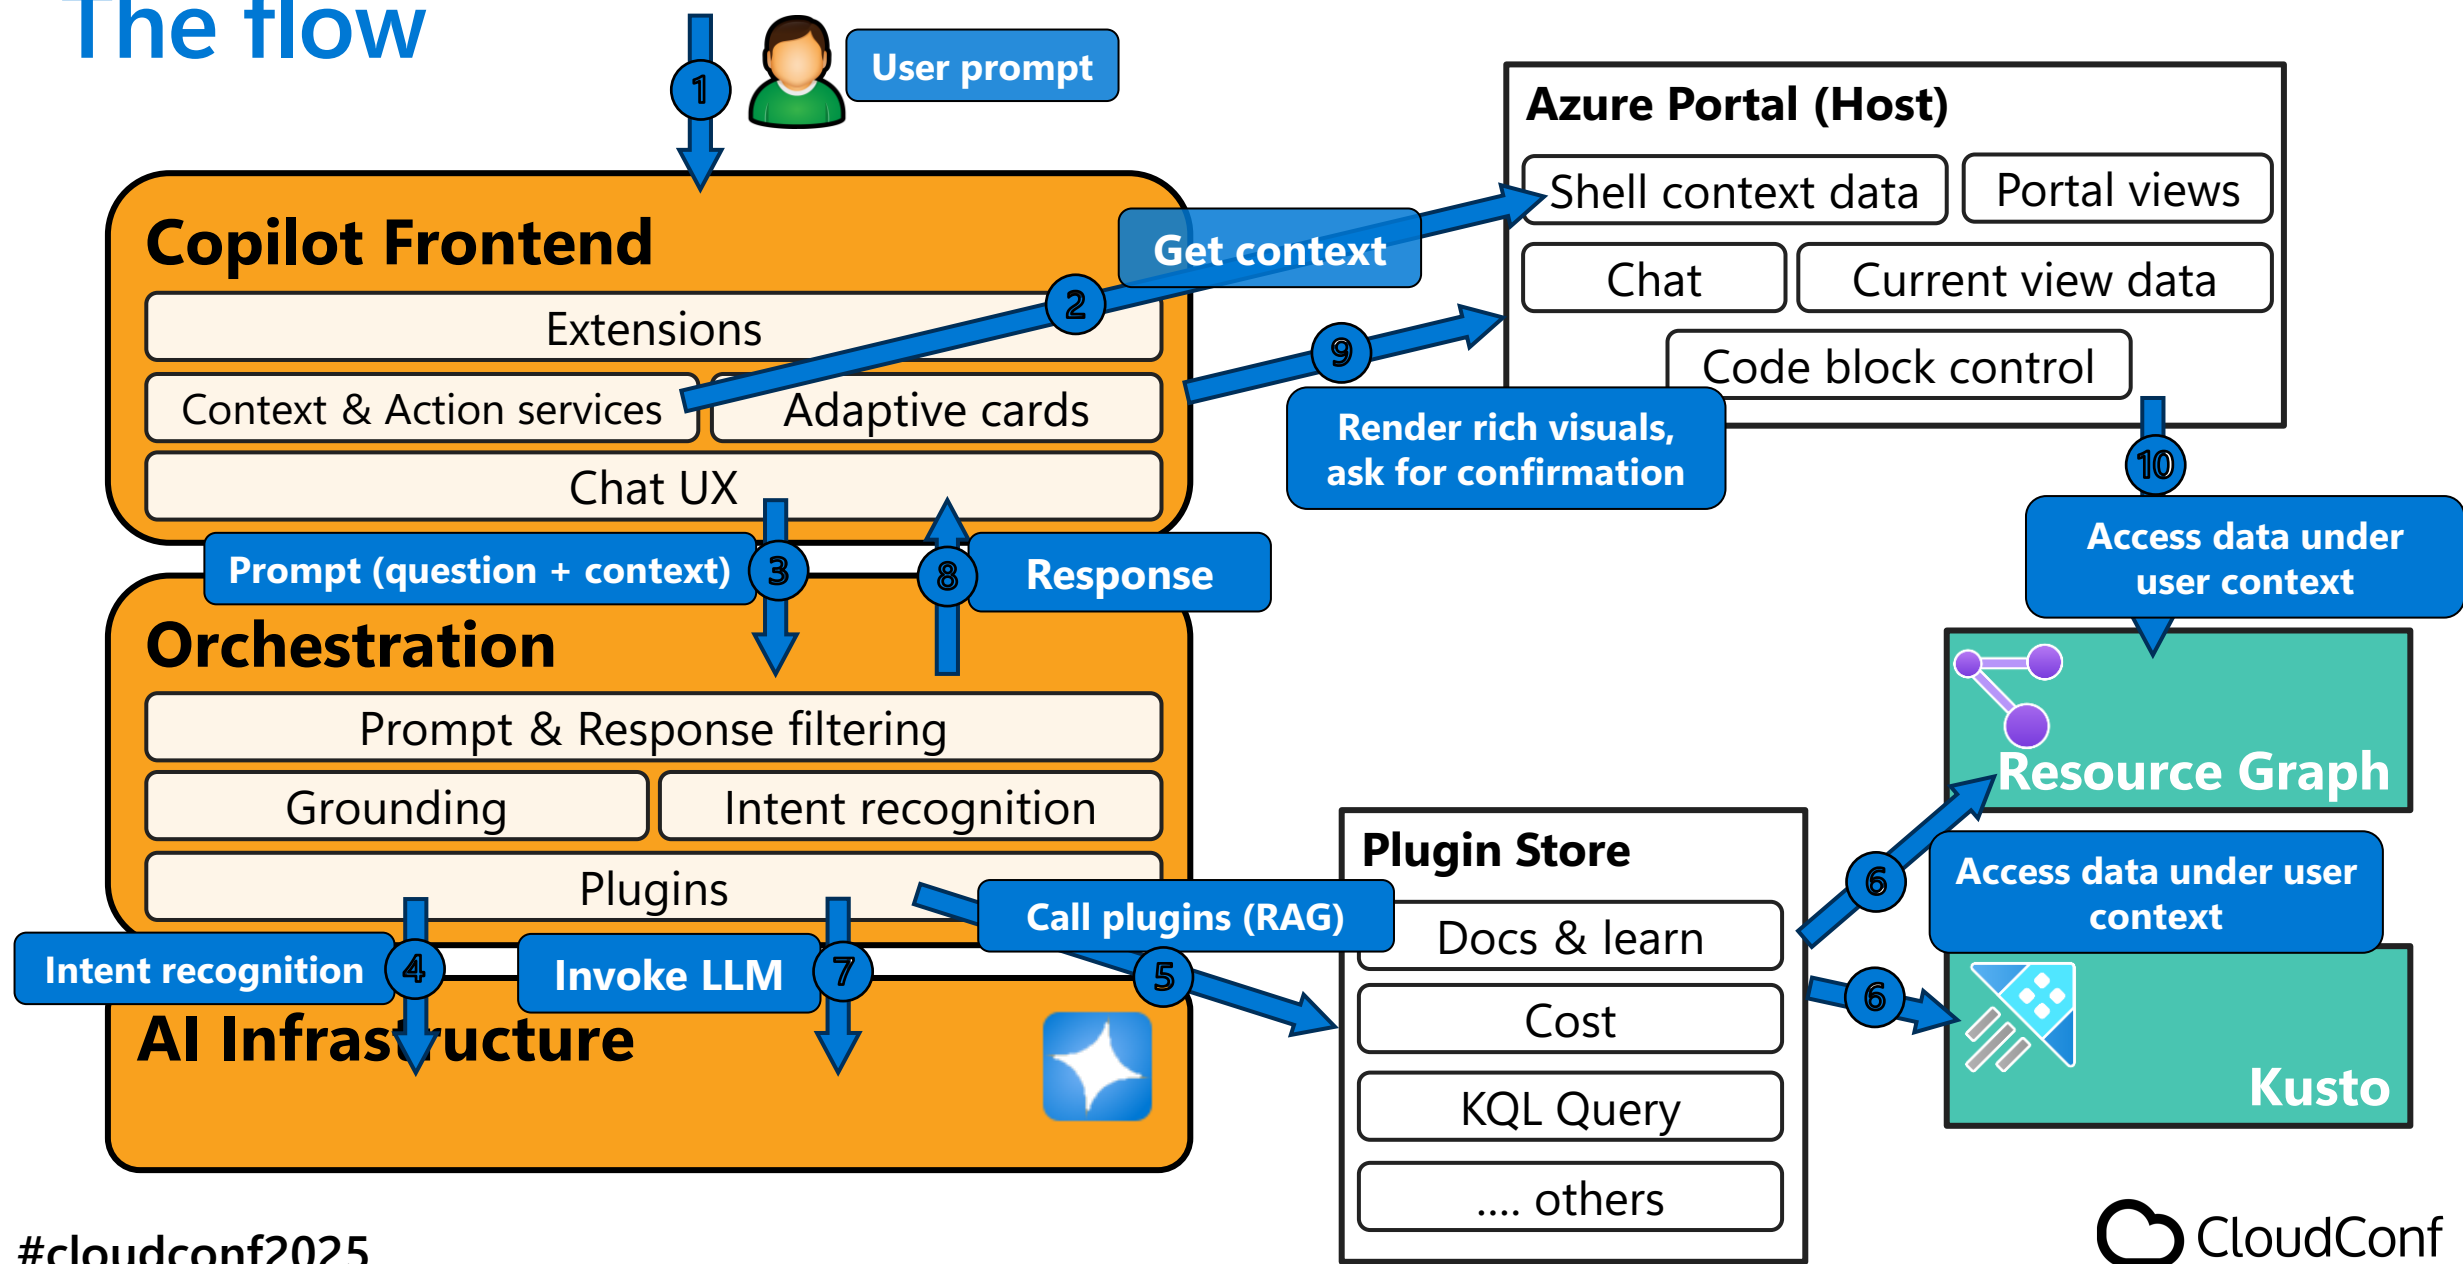 The flow
1
User prompt
Azure Portal (Host)
Shell context data
Portal views
Chat
Current view data
Code block control
Copilot Frontend
Get context
2
Extensions
Context & Action services
Adaptive cards
Chat UX
9
Render rich visuals,
ask for confirmation
10
Access data under
user context
Prompt (question + context)
3
8
Response
Orchestration
Prompt & Response filtering
Grounding
Intent recognition
Plugins
Resource Graph
Plugin Store
Docs & learn
Cost
KQL Query
.... others
6
Access data under user
context
6
Kusto
Call plugins (RAG)
5
Intent recognition
4
Invoke LLM
7
AI Infrastructure
#cloudconf2025
CloudConf